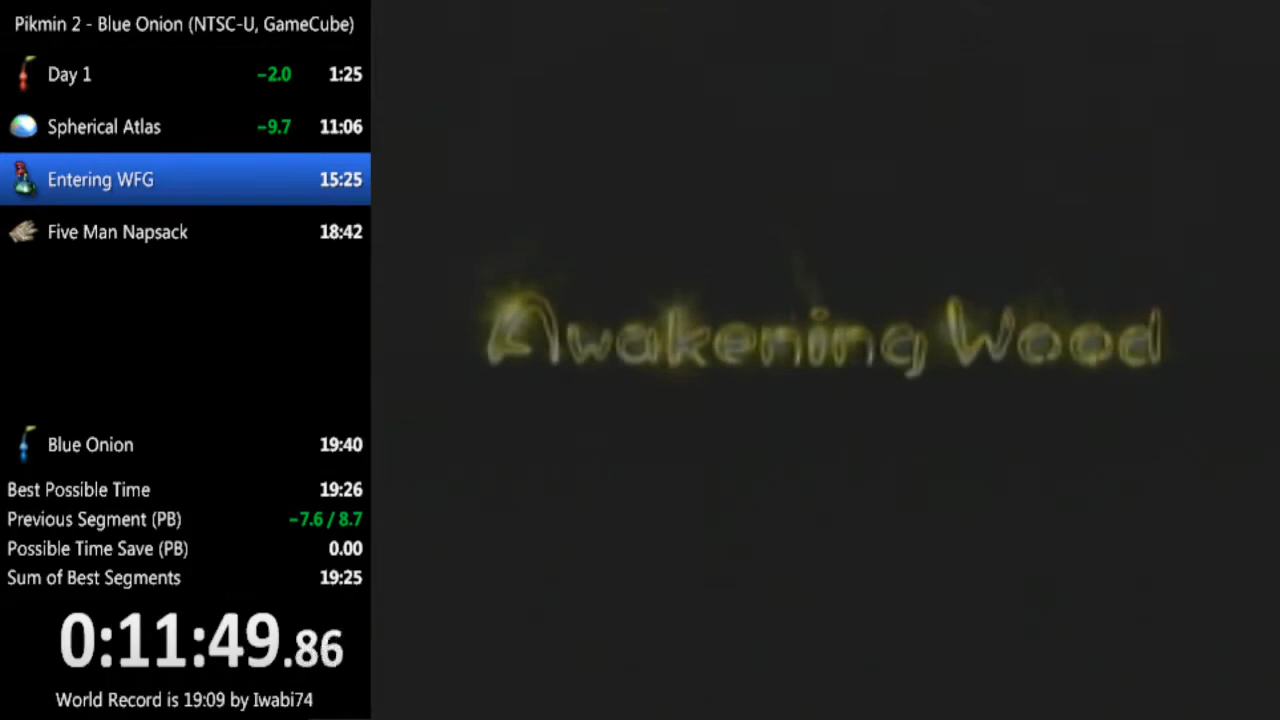 Pikmin 2 - Blue Onion (NTSC-U, GameCube)
Day 1 −2.0 1:25
Spherical Atlas −9.7 11:06
Entering WFG 15:25
Five Man Napsack 18:42
Blue Onion 19:40
Best Possible Time 19:26
Previous Segment (PB) −7.6 / 8.7
Possible Time Save (PB) 0.00
Sum of Best Segments 19:25
0:11:49.86
World Record is 19:09 by Iwabi74
Awakening Wood